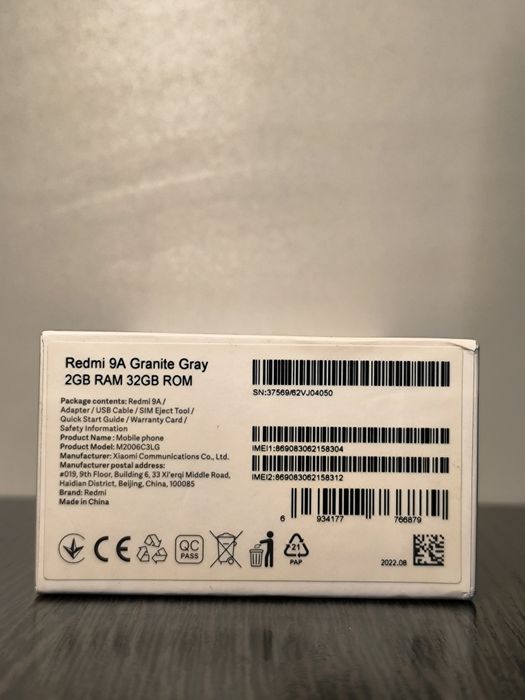 Redmi 9A Granite Gray
2GB RAM 32GB ROM
Package contents: Redmi 9A /
Adapter / USB Cable / SIM Eject Tool /
Quick Start Guide / Warranty Card /
Safety Information
Product Name: Mobile phone
Product Model: M2006C3LG
Manufacturer: Xiaomi Communications Co., Ltd.
Manufacturer postal address:
#019, 9th Floor, Building 6, 33 Xi'erqi Middle Road,
Haidian District, Beijing, China, 100085
Brand: Redmi
Made in China
SN:37569/62VJ04050
IMEI1:869083062158304
IMEI2:869083062158312
6 934177 766879
CE
QC
PASS
21
PAP
2022.08